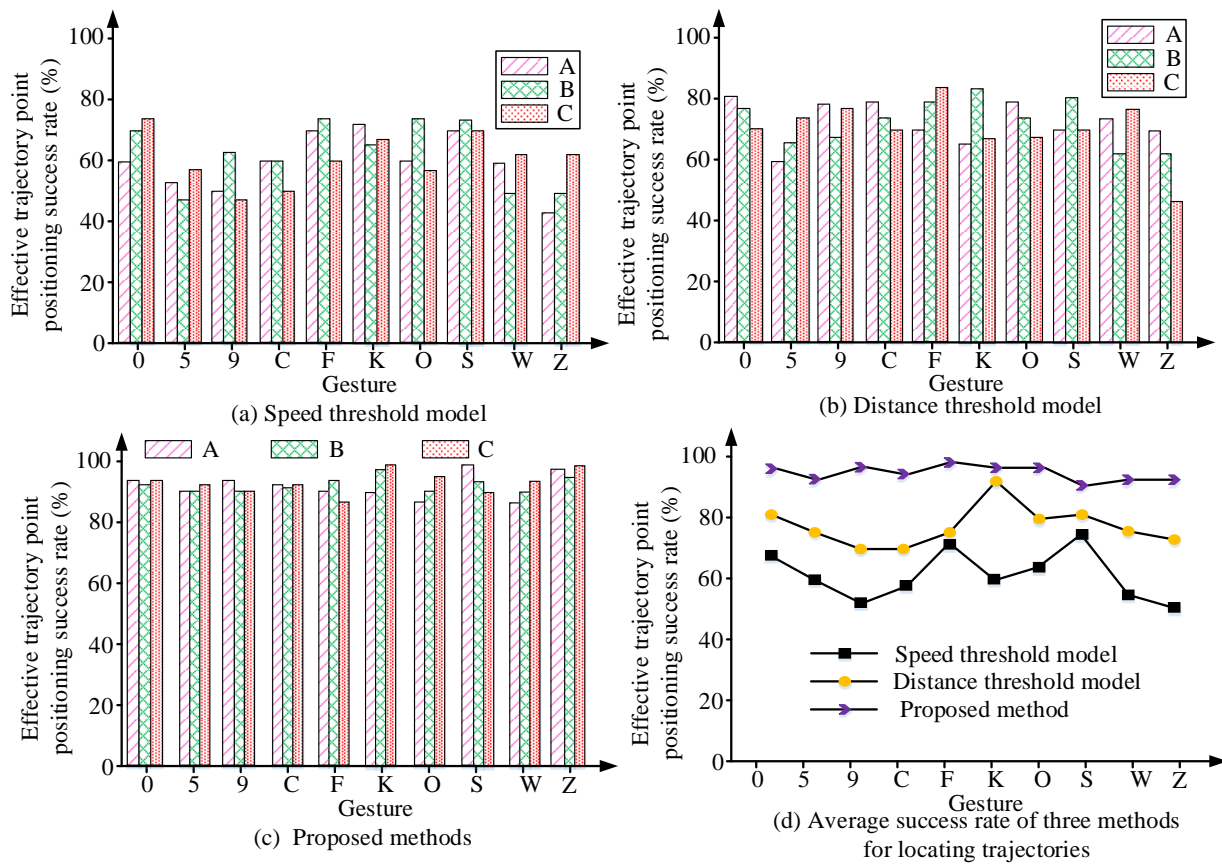 100
80
60
40
20
0
Effective trajectory point
positioning success rate (%)
A
B
C
0 5 9 C F K O S W Z
Gesture
(a) Speed threshold model
100
80
60
40
20
0
Effective trajectory point
positioning success rate (%)
A
B
C
0 5 9 C F K O S W Z
Gesture
(b) Distance threshold model
A B C
100
80
60
40
20
0
Effective trajectory point
positioning success rate (%)
0 5 9 C F K O S W Z
Gesture
(c) Proposed methods
100
80
60
40
20
0
Effective trajectory point
positioning success rate (%)
Speed threshold model
Distance threshold model
Proposed method
0 5 9 C F K O S W Z
Gesture
(d) Average success rate of three methods
for locating trajectories